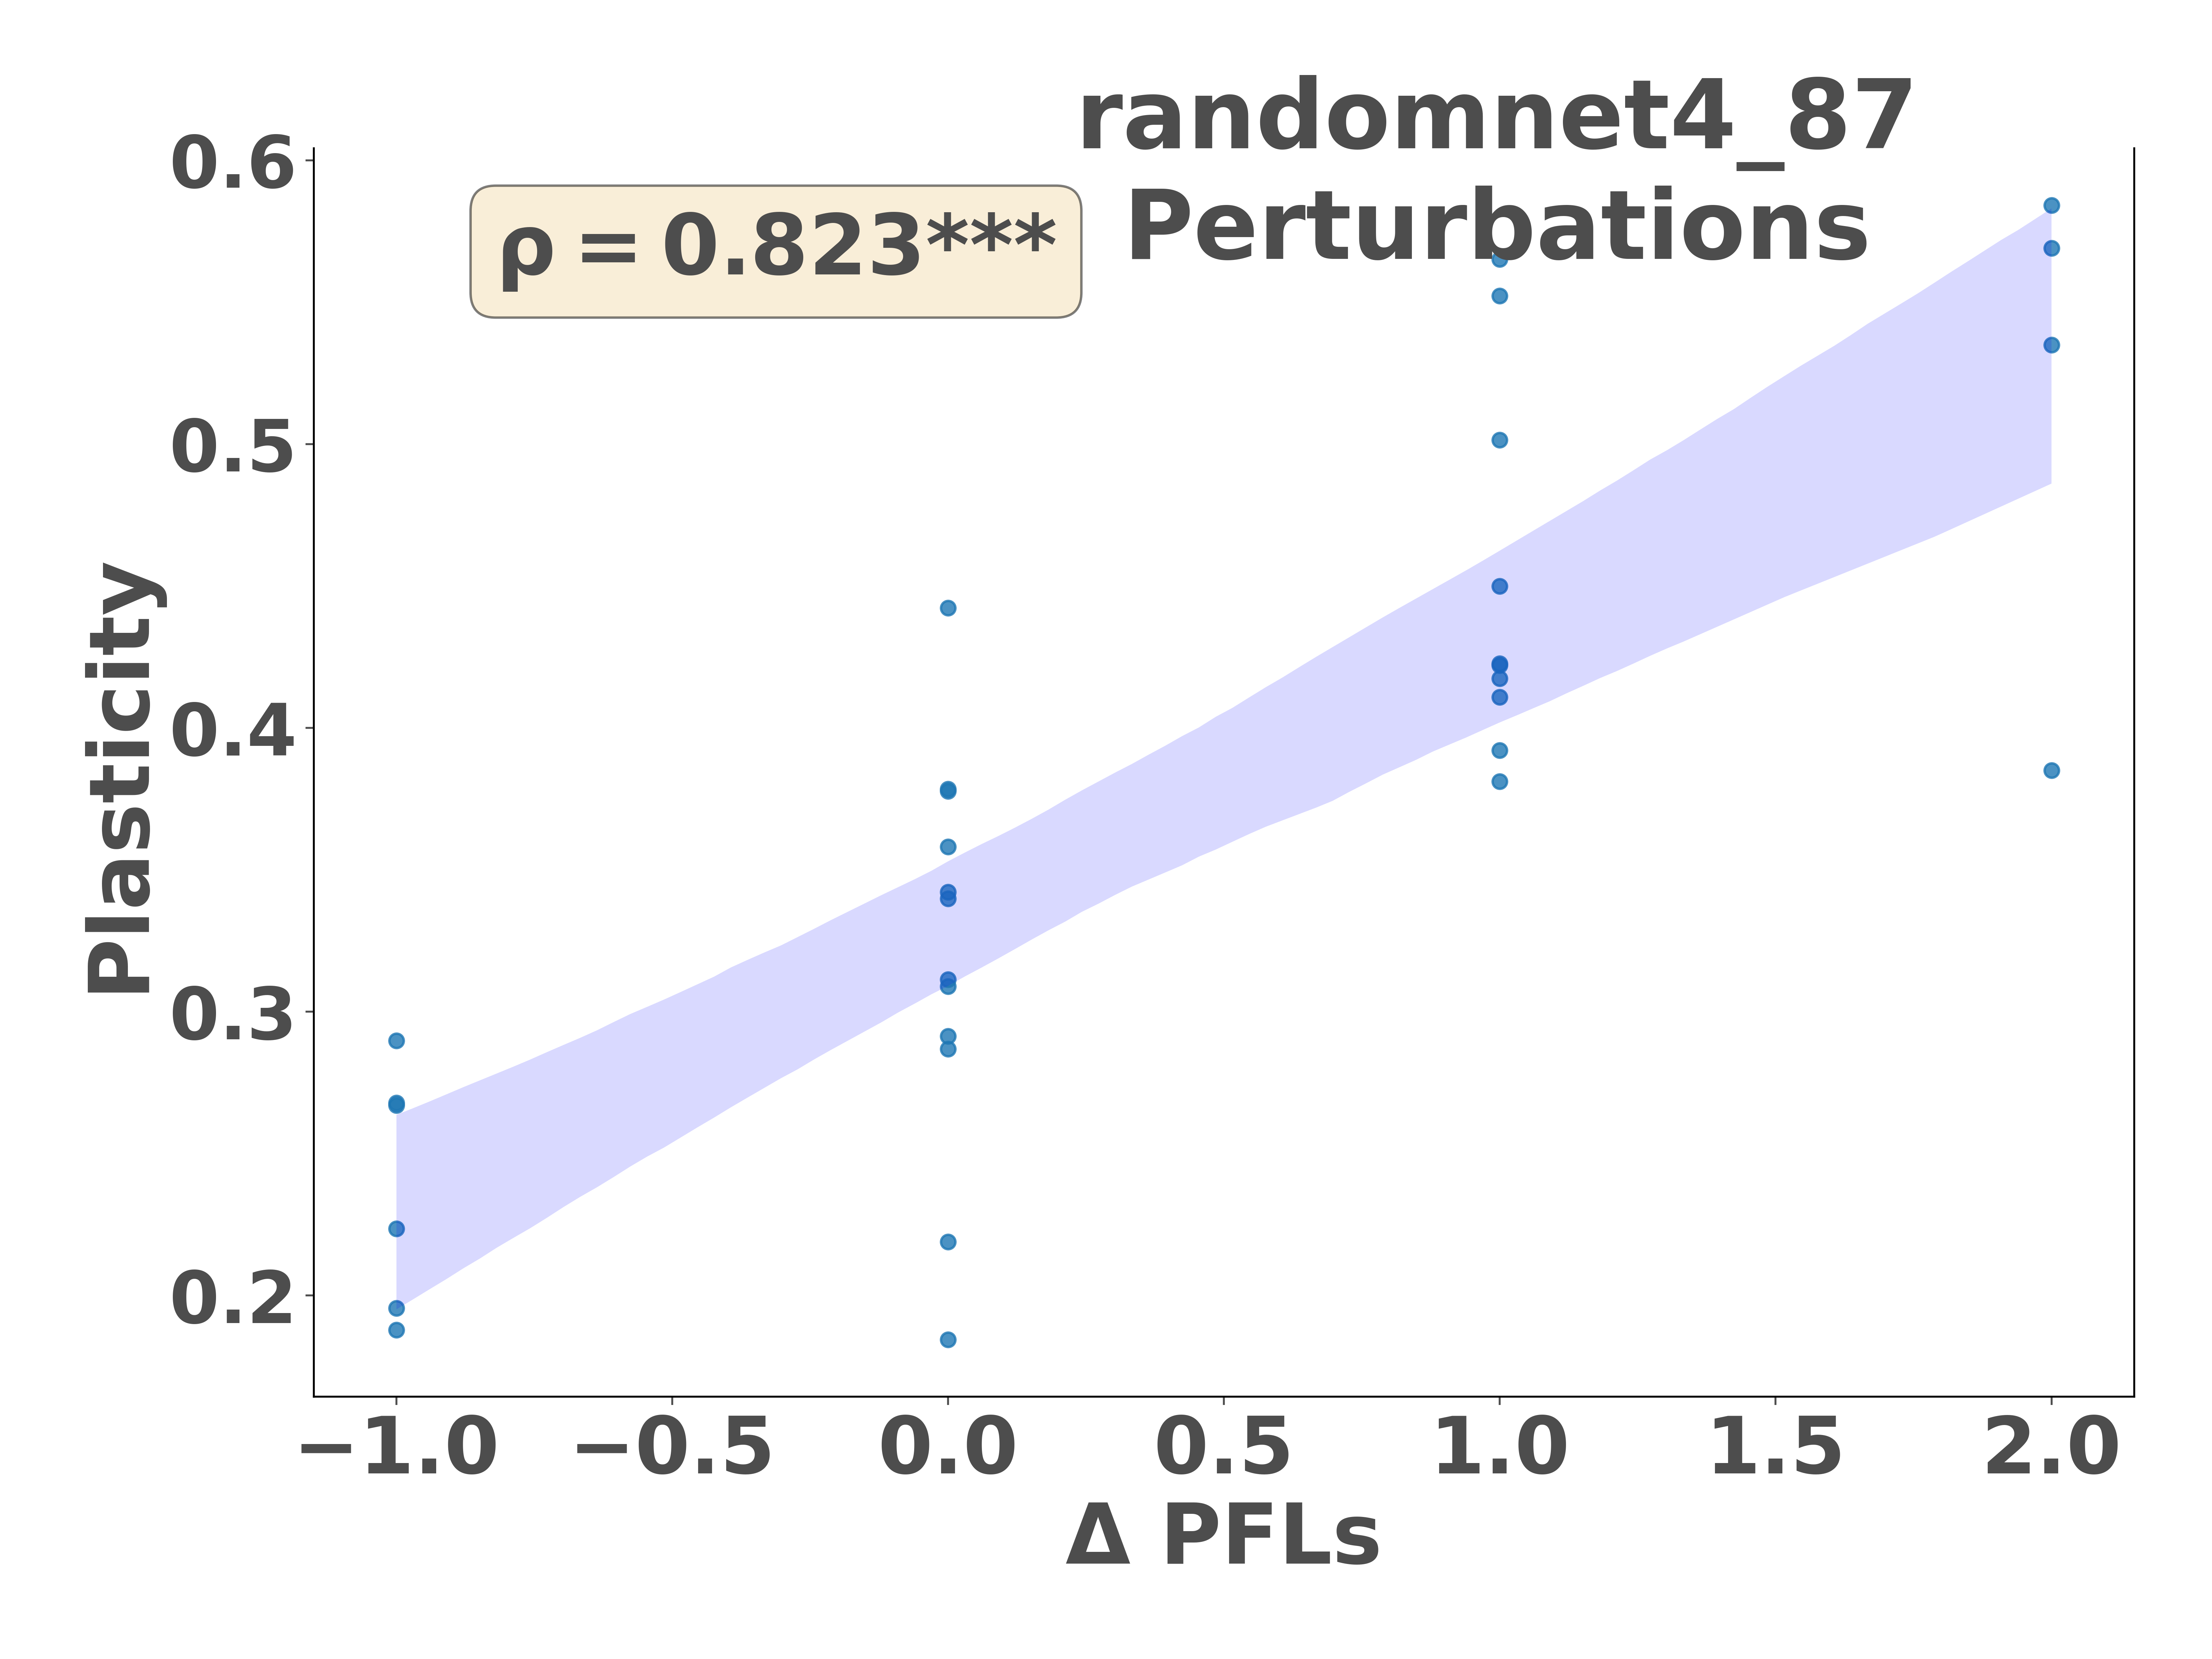 randomnet4_87
Perturbations
ρ = 0.823***
Plasticity
0.6
0.5
0.4
0.3
0.2
−1.0 −0.5 0.0 0.5 1.0 1.5 2.0
Δ PFLs